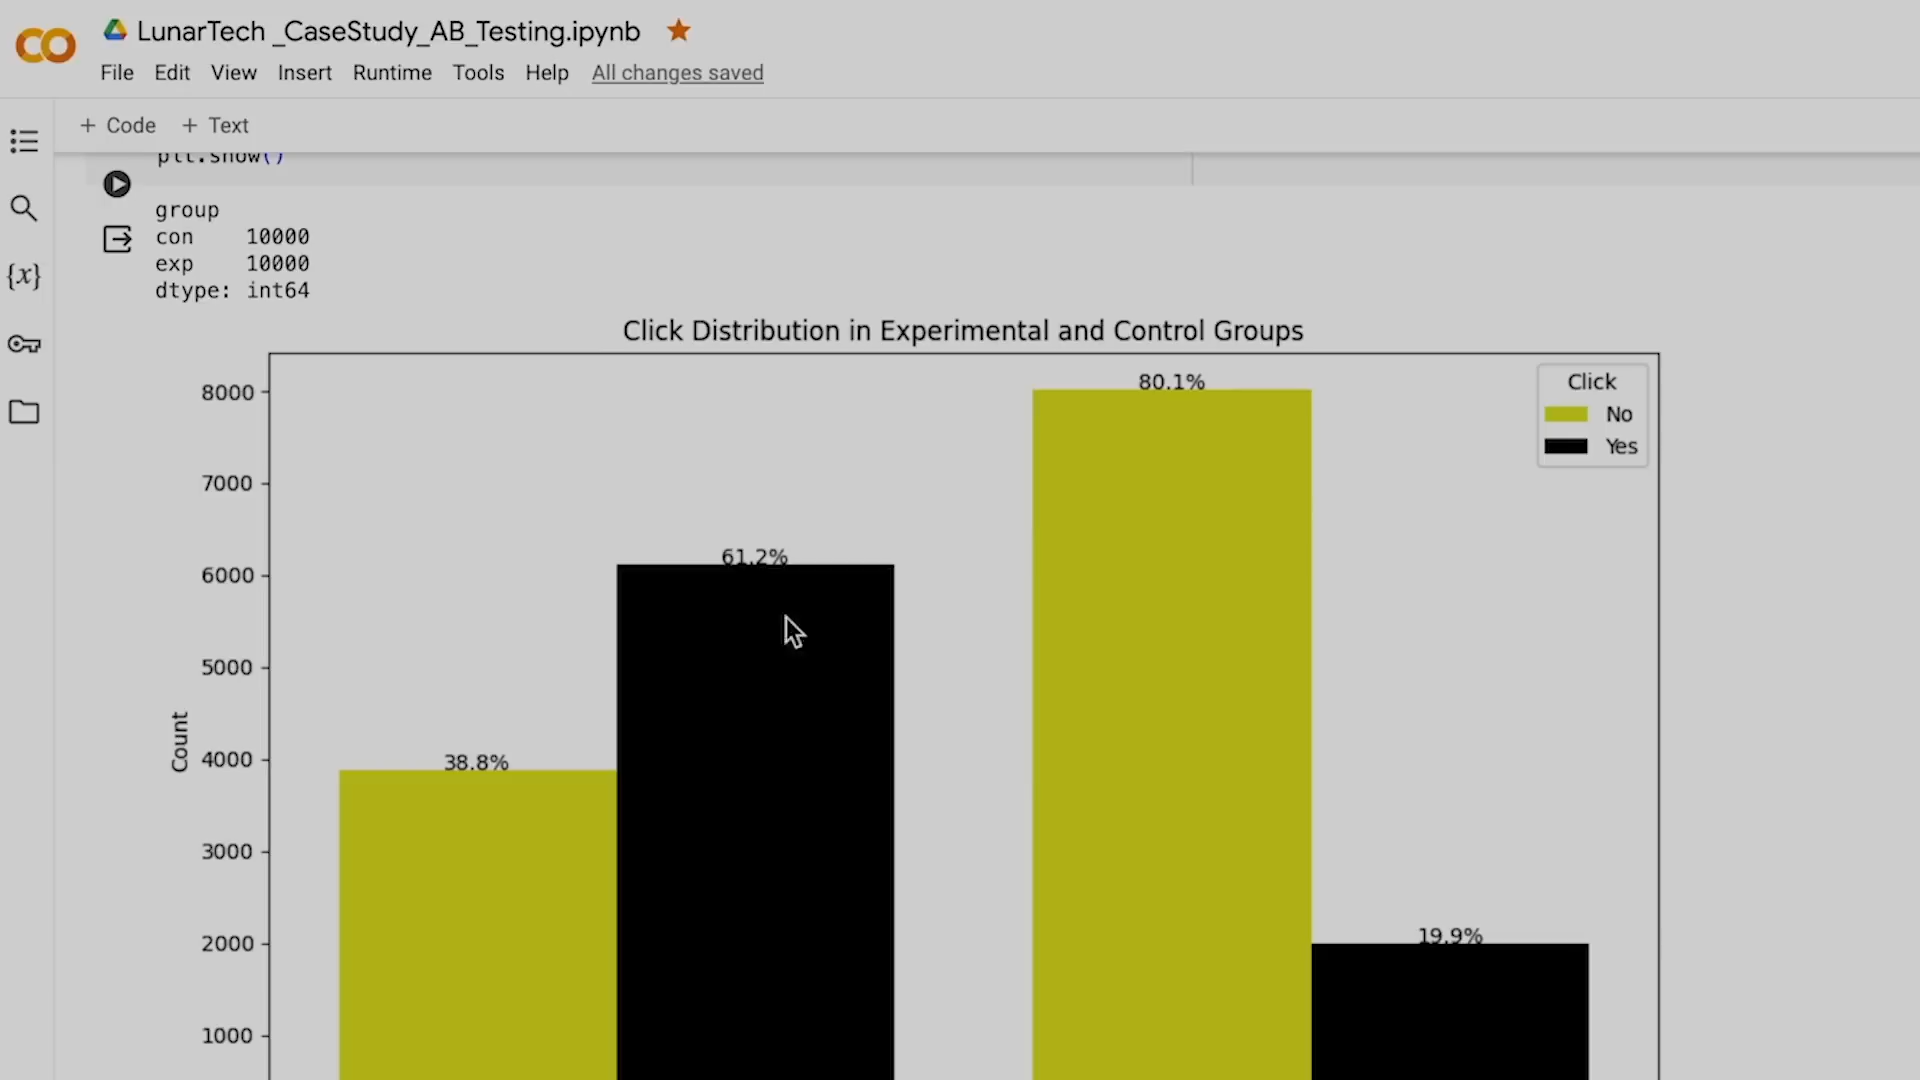 LunarTech _CaseStudy_AB_Testing.ipynb
File Edit View Insert Runtime Tools Help All changes saved
+ Code + Text
plt.show()
group
con 10000
exp 10000
dtype: int64
Click Distribution in Experimental and Control Groups
Click
No
Yes
80.1%
61.2%
38.8%
19.9%
Count
8000
7000
6000
5000
4000
3000
2000
1000
{x}